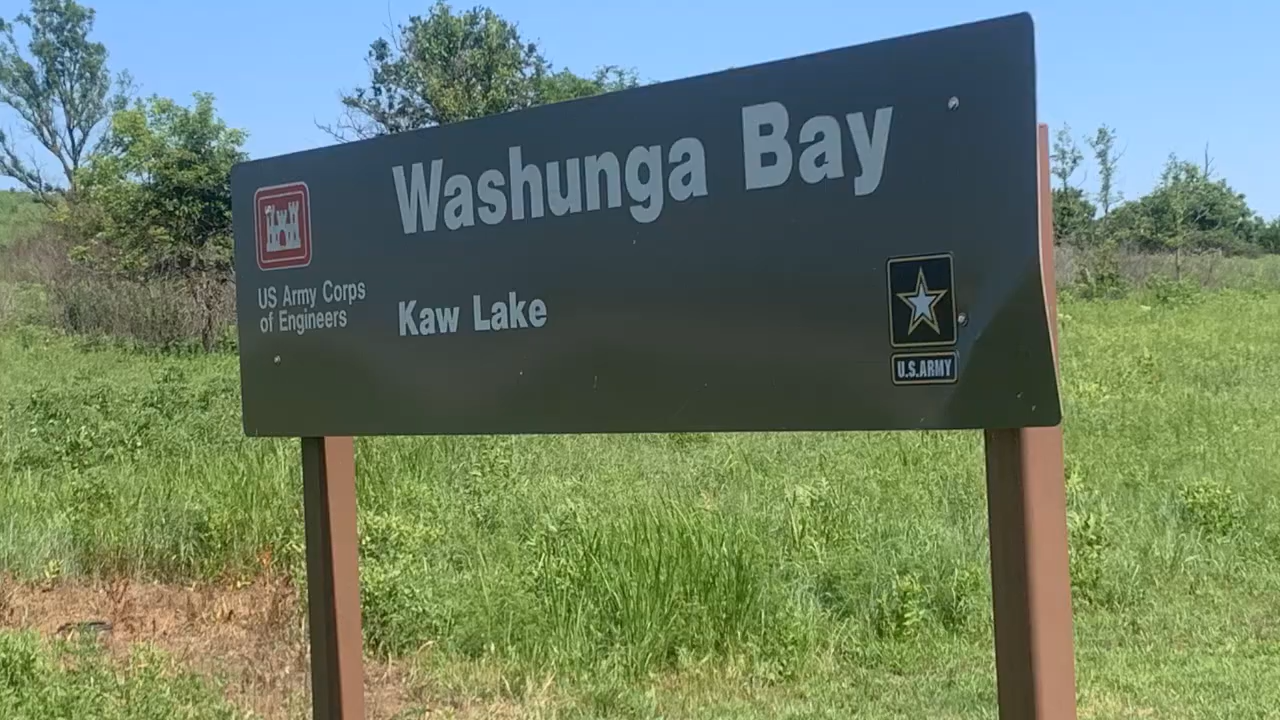 Washunga Bay
US Army Corps
of Engineers
Kaw Lake
U.S.ARMY